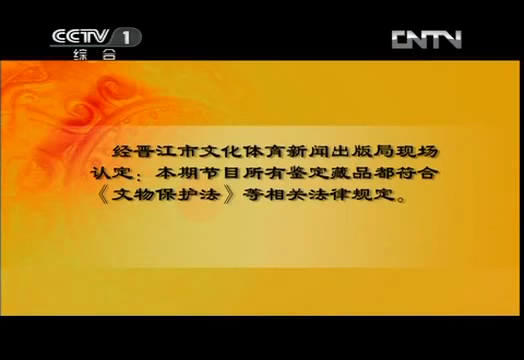 CCTV 1
综合
CNTV
经晋江市文化体育新闻出版局现场
认定：本期节目所有鉴定藏品都符合
《文物保护法》等相关法律规定。